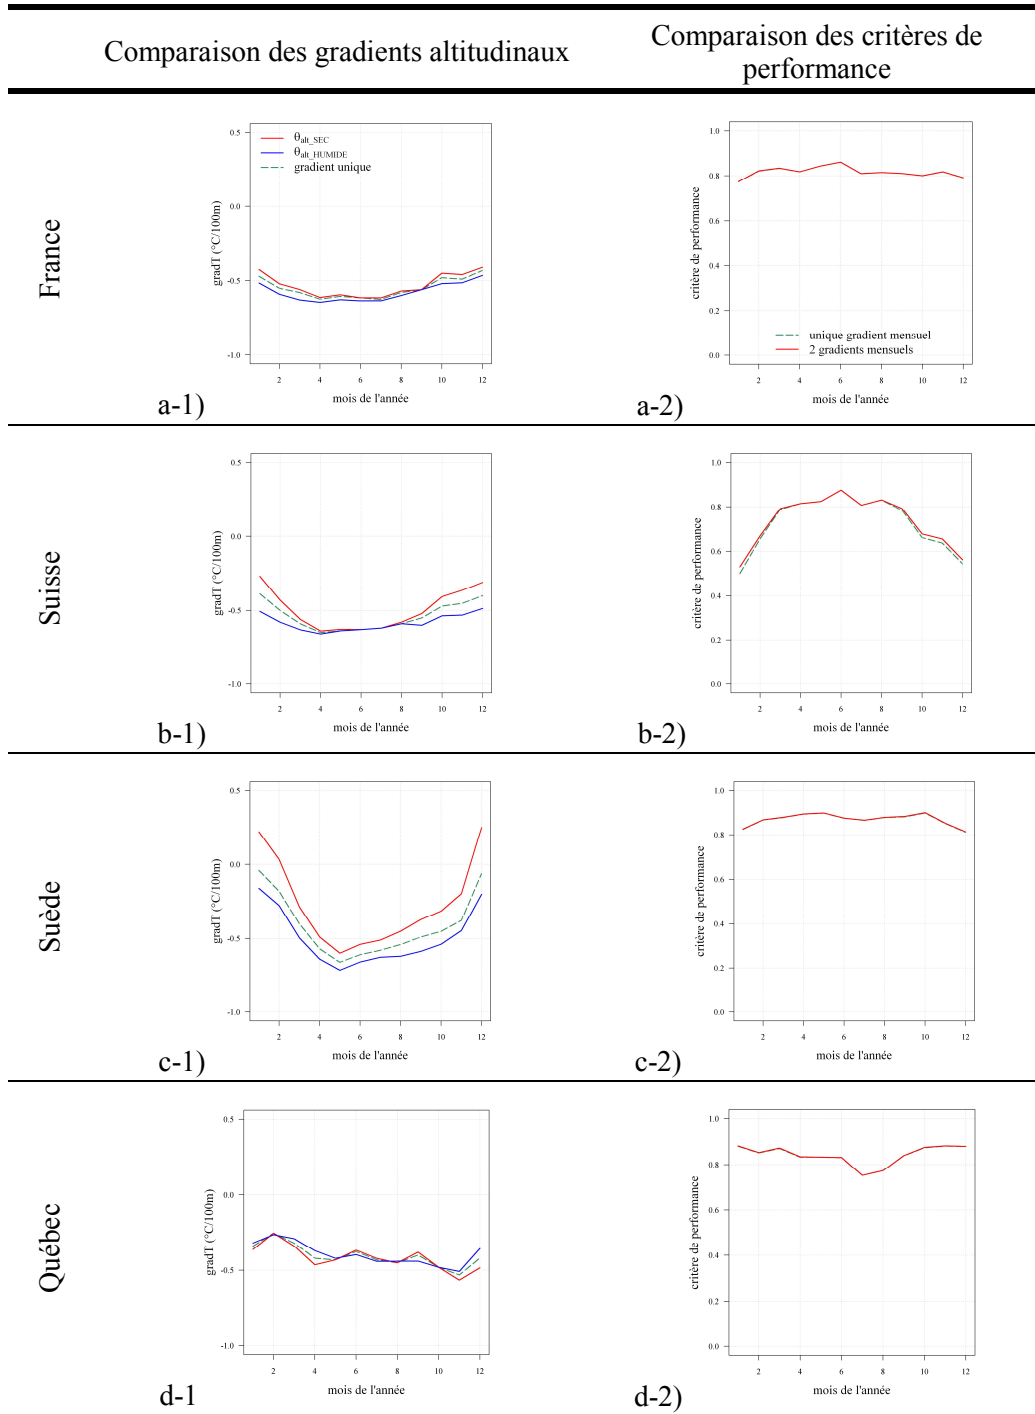 Comparaison des gradients altitudinaux
Comparaison des critères de
performance
France
0.5
0.0
-0.5
-1.0
gradT (°C/100m)
θalt_SEC
θalt_HUMIDE
gradient unique
2 4 6 8 10 12
mois de l'année
a-1)
1.0
0.8
0.6
0.4
0.2
0.0
critère de performance
unique gradient mensuel
2 gradients mensuels
2 4 6 8 10 12
mois de l'année
a-2)
Suisse
0.5
0.0
-0.5
-1.0
gradT (°C/100m)
2 4 6 8 10 12
mois de l'année
b-1)
1.0
0.8
0.6
0.4
0.2
0.0
critère de performance
2 4 6 8 10 12
mois de l'année
b-2)
Suède
0.5
0.0
-0.5
-1.0
gradT (°C/100m)
2 4 6 8 10 12
mois de l'année
c-1)
1.0
0.8
0.6
0.4
0.2
0.0
critère de performance
2 4 6 8 10 12
mois de l'année
c-2)
Québec
0.5
0.0
-0.5
-1.0
gradT (°C/100m)
2 4 6 8 10 12
mois de l'année
d-1
1.0
0.8
0.6
0.4
0.2
0.0
critère de performance
2 4 6 8 10 12
mois de l'année
d-2)